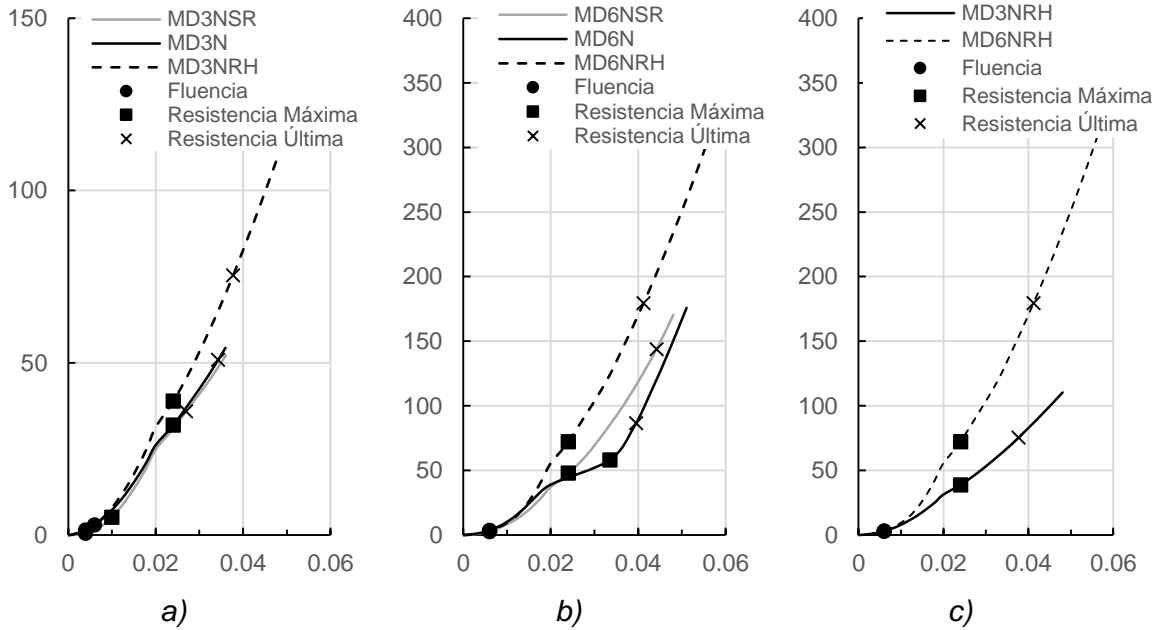 150
100
50
0
0
0.02
0.04
0.06
MD3NSR
MD3N
MD3NRH
Fluencia
Resistencia Máxima
Resistencia Última
a)
400
350
300
250
200
150
100
50
0
0
0.02
0.04
0.06
MD6NSR
MD6N
MD6NRH
Fluencia
Resistencia Máxima
Resistencia Última
b)
400
350
300
250
200
150
100
50
0
0
0.02
0.04
0.06
MD3NRH
MD6NRH
Fluencia
Resistencia Máxima
Resistencia Última
c)